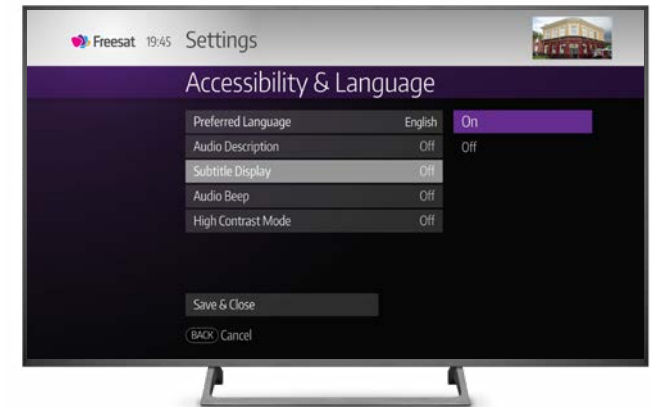 Freesat 19:45 Settings
Accessibility & Language
Preferred Language English On
Audio Description Off Off
Subtitle Display Off
Audio Beep Off
High Contrast Mode Off
Save & Close
BACK Cancel